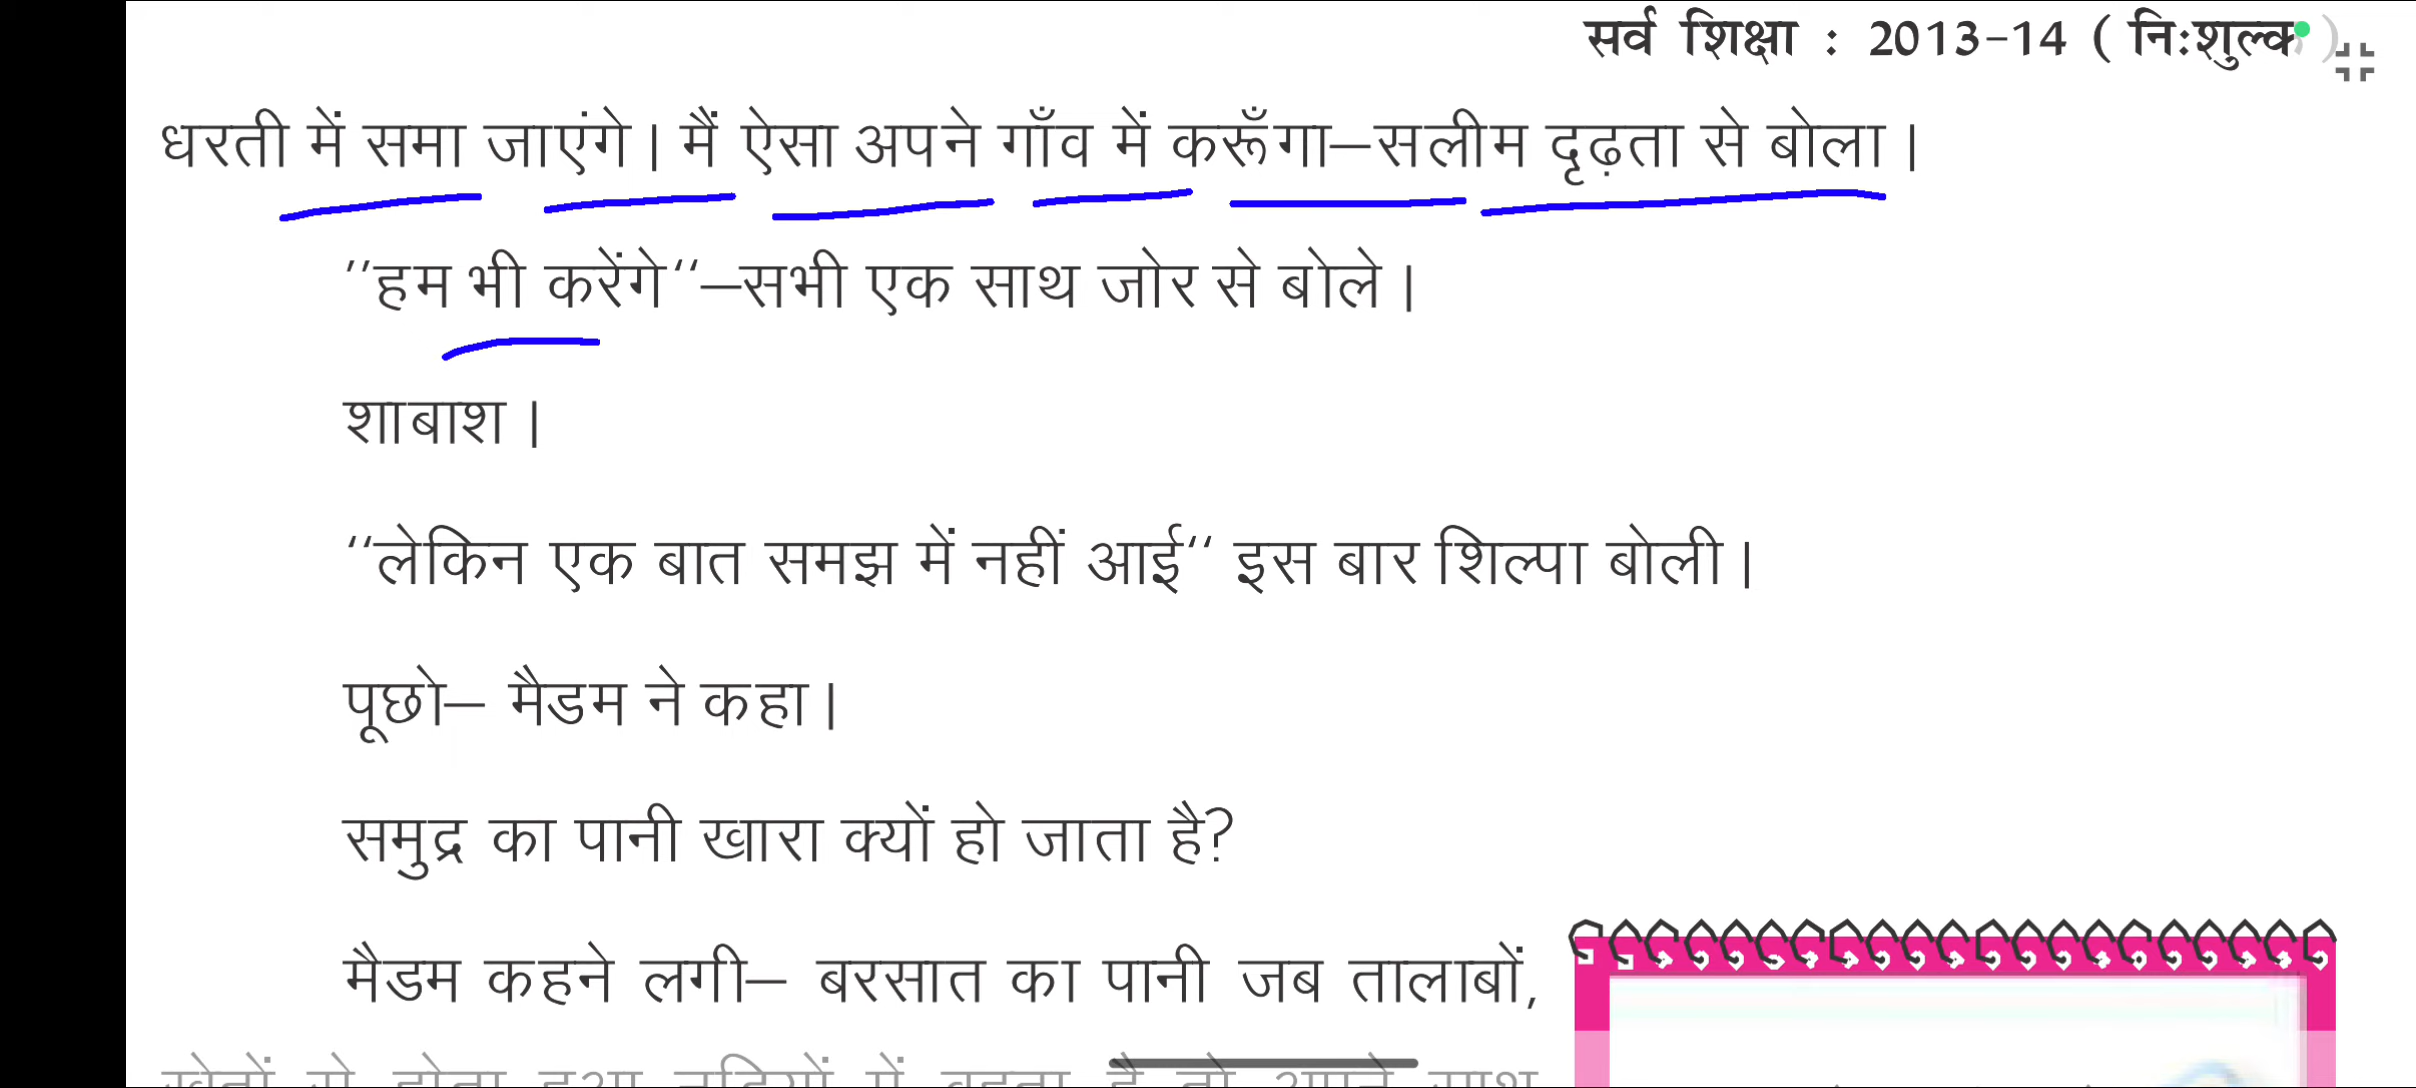 सर्व शिक्षा : 2013-14 ( निःशुल्क )
धरती में समा जाएंगे। मैं ऐसा अपने गाँव में करूँगा–सलीम दृढ़ता से बोला।
’’हम भी करेंगे‘‘–सभी एक साथ जोर से बोले।
शाबाश।
‘‘लेकिन एक बात समझ में नहीं आई‘‘ इस बार शिल्पा बोली।
पूछो– मैडम ने कहा।
समुद्र का पानी खारा क्यों हो जाता है?
मैडम कहने लगी– बरसात का पानी जब तालाबों,